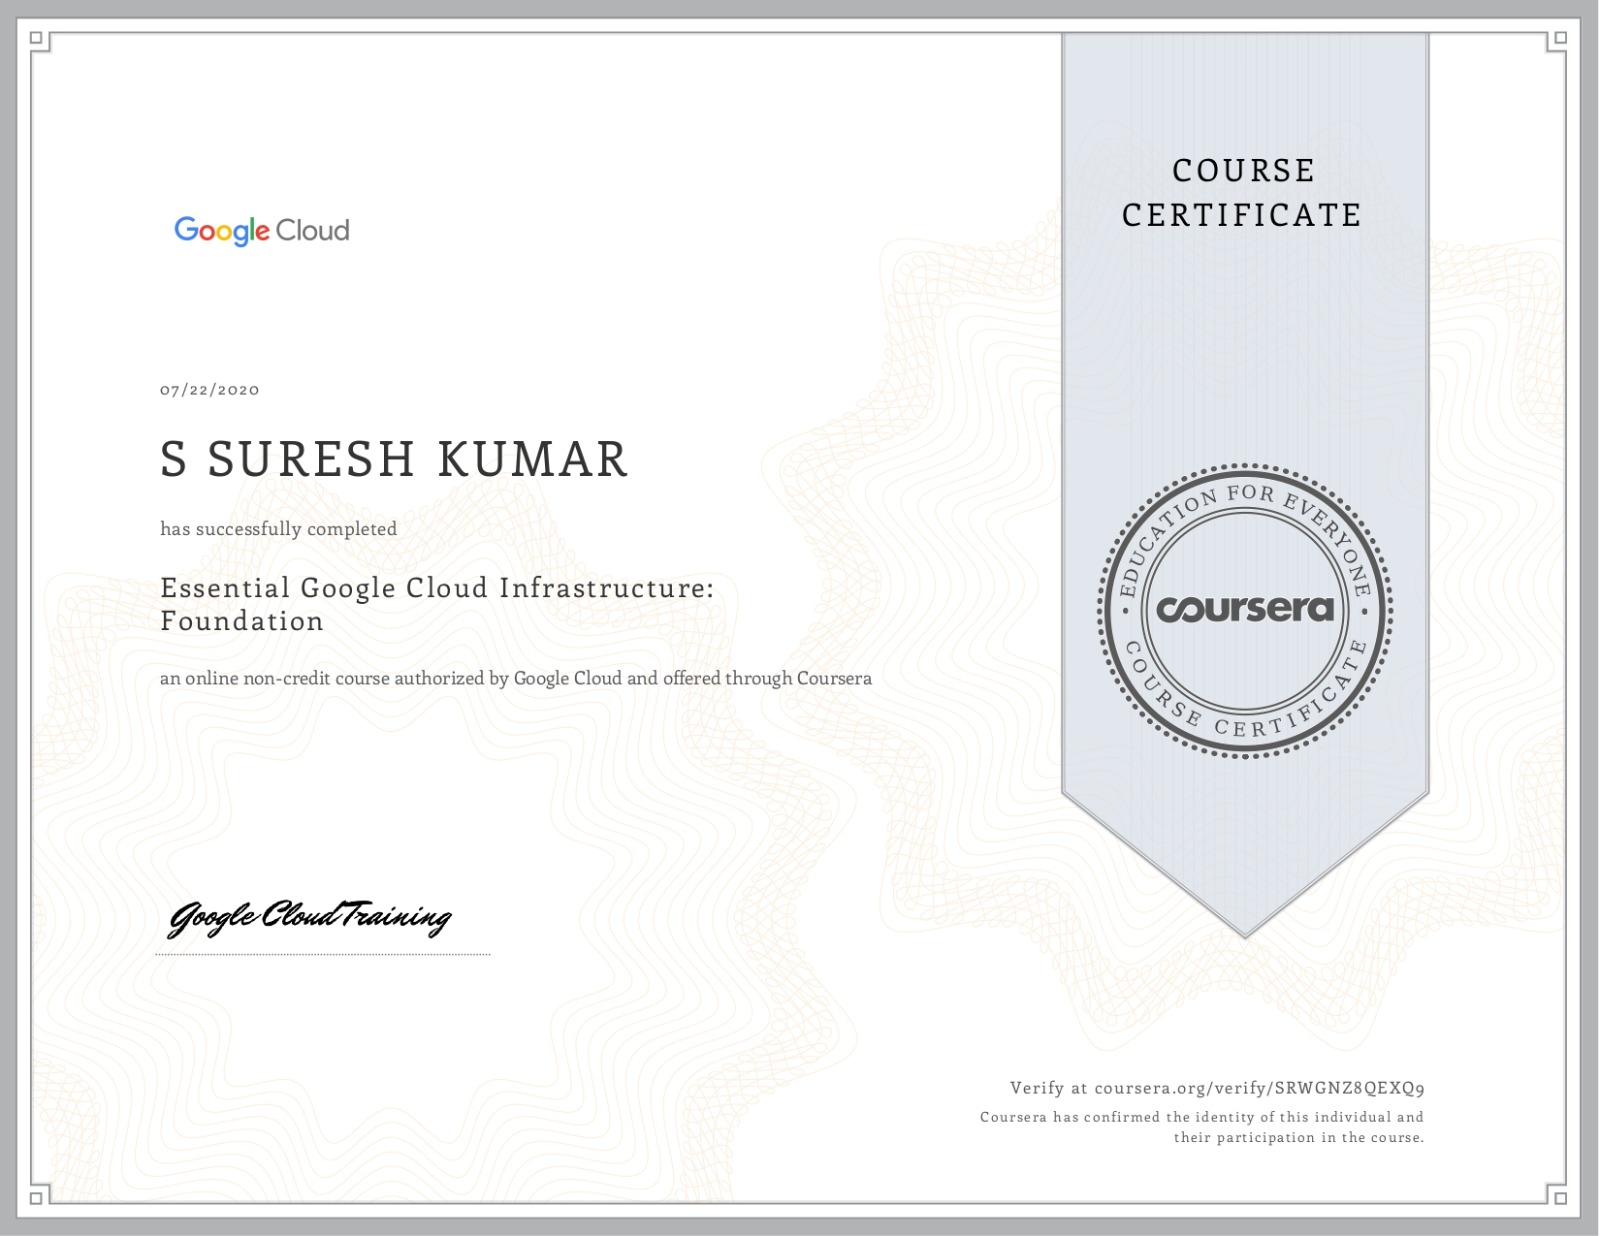 COURSE
CERTIFICATE
Google Cloud
07/22/2020
S SURESH KUMAR
has successfully completed
Essential Google Cloud Infrastructure:
Foundation
an online non-credit course authorized by Google Cloud and offered through Coursera
EDUCATION FOR EVERYONE
coursera
COURSE CERTIFICATE
Google Cloud Training
Verify at coursera.org/verify/SRWGNZ8QEXQ9
Coursera has confirmed the identity of this individual and
their participation in the course.